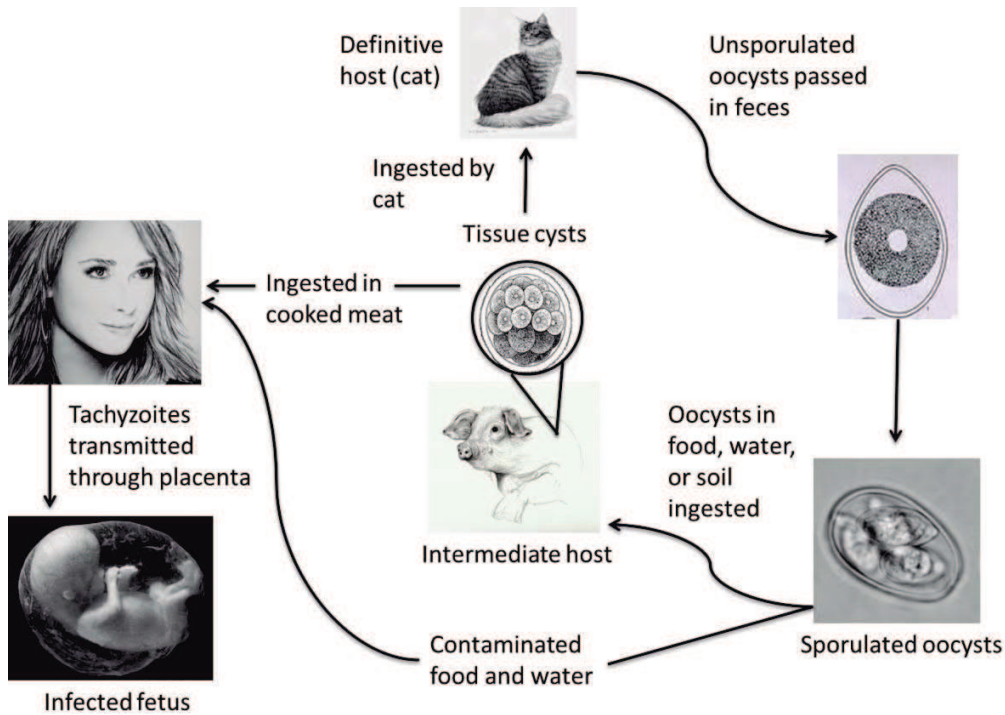 Definitive
host (cat)
Unsporulated
oocysts passed
in feces
Ingested by
cat
Tissue cysts
Ingested in
cooked meat
Tachyzoites
transmitted
through placenta
Oocysts in
food, water,
or soil
ingested
Intermediate host
Contaminated
food and water
Sporulated oocysts
Infected fetus